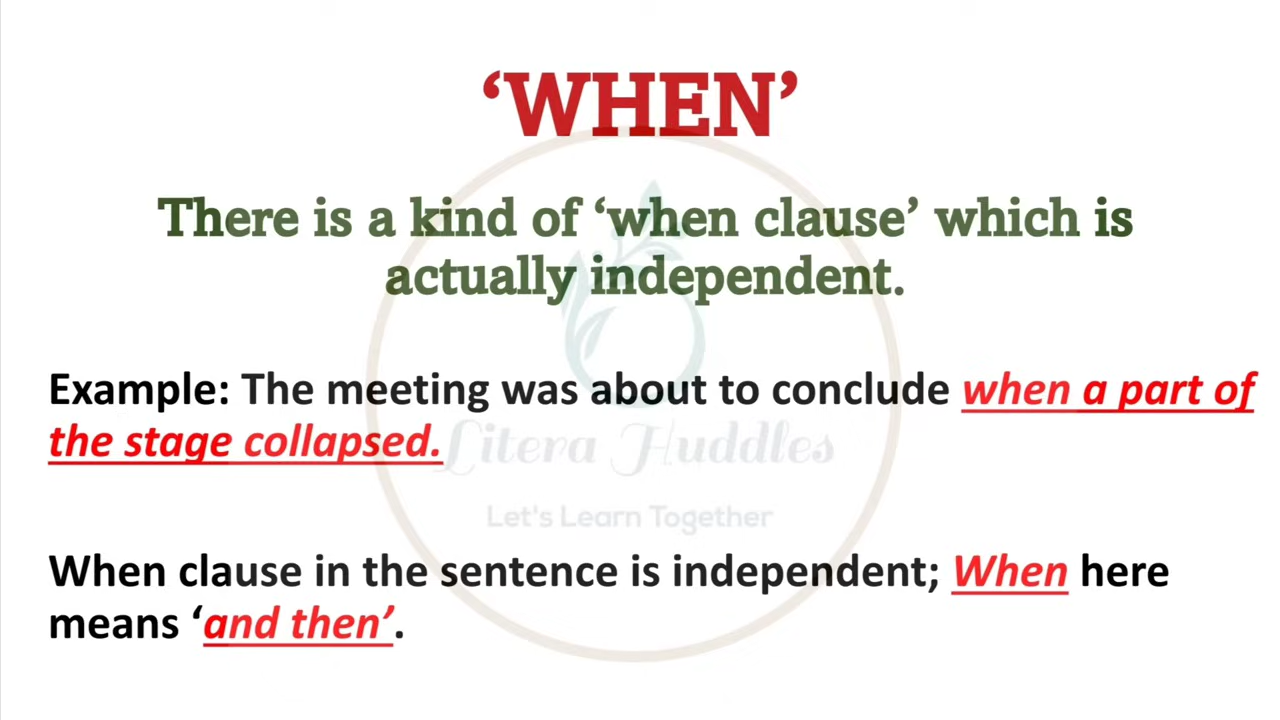 ‘WHEN’
There is a kind of ‘when clause’ which is
actually independent.
Example: The meeting was about to conclude when a part of
the stage collapsed.
Litera Huddles
Let's Learn Together
When clause in the sentence is independent; When here
means ‘and then’.